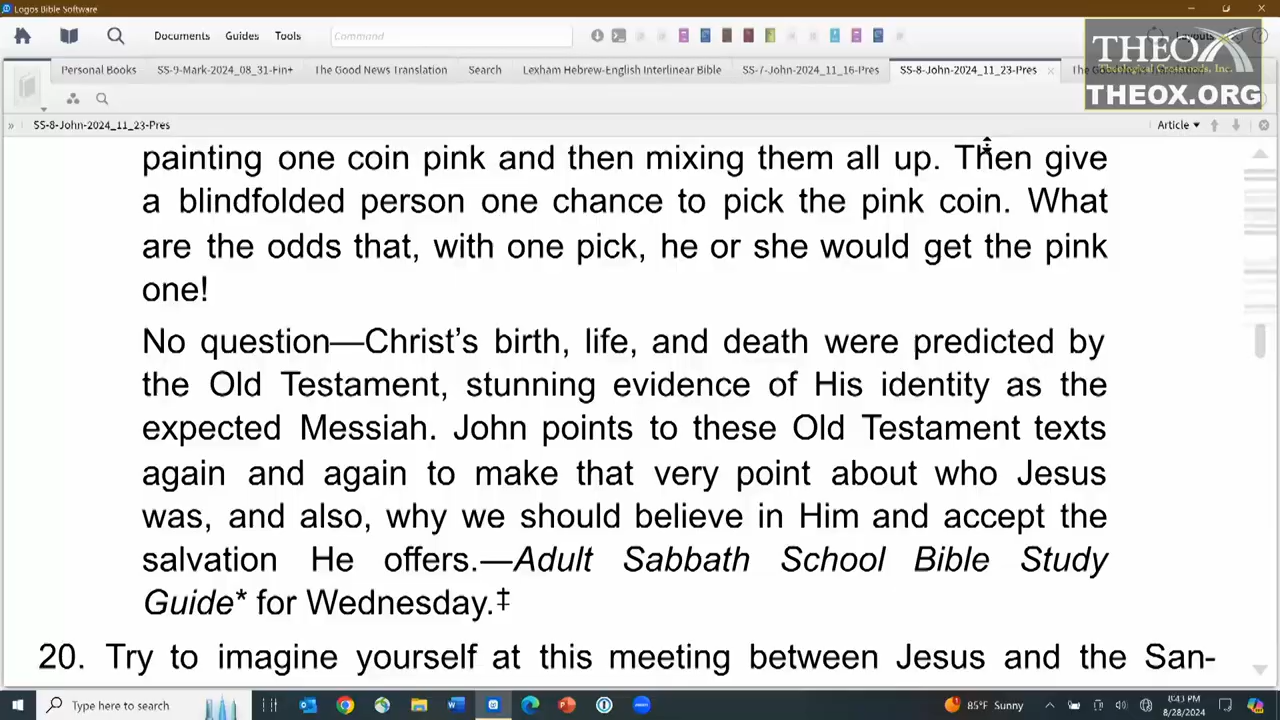 Logos Bible Software
Documents Guides Tools Command Layouts
THEOX
Theological Crossroads, Inc.
THEOX.ORG
Personal Books SS-9-Mark-2024_08_31-Fin+ The Good News Translati Search Lexham Hebrew-English Interlinear Bible SS-7-John-2024_11_16-Pres SS-8-John-2024_11_23-Pres
SS-8-John-2024_11_23-Pres Article
painting one coin pink and then mixing them all up. Then give
a blindfolded person one chance to pick the pink coin. What
are the odds that, with one pick, he or she would get the pink
one!
No question—Christ’s birth, life, and death were predicted by
the Old Testament, stunning evidence of His identity as the
expected Messiah. John points to these Old Testament texts
again and again to make that very point about who Jesus
was, and also, why we should believe in Him and accept the
salvation He offers.—Adult Sabbath School Bible Study
Guide* for Wednesday.‡
20. Try to imagine yourself at this meeting between Jesus and the San-
Type here to search
85°F Sunny
8:43 PM
8/28/2024